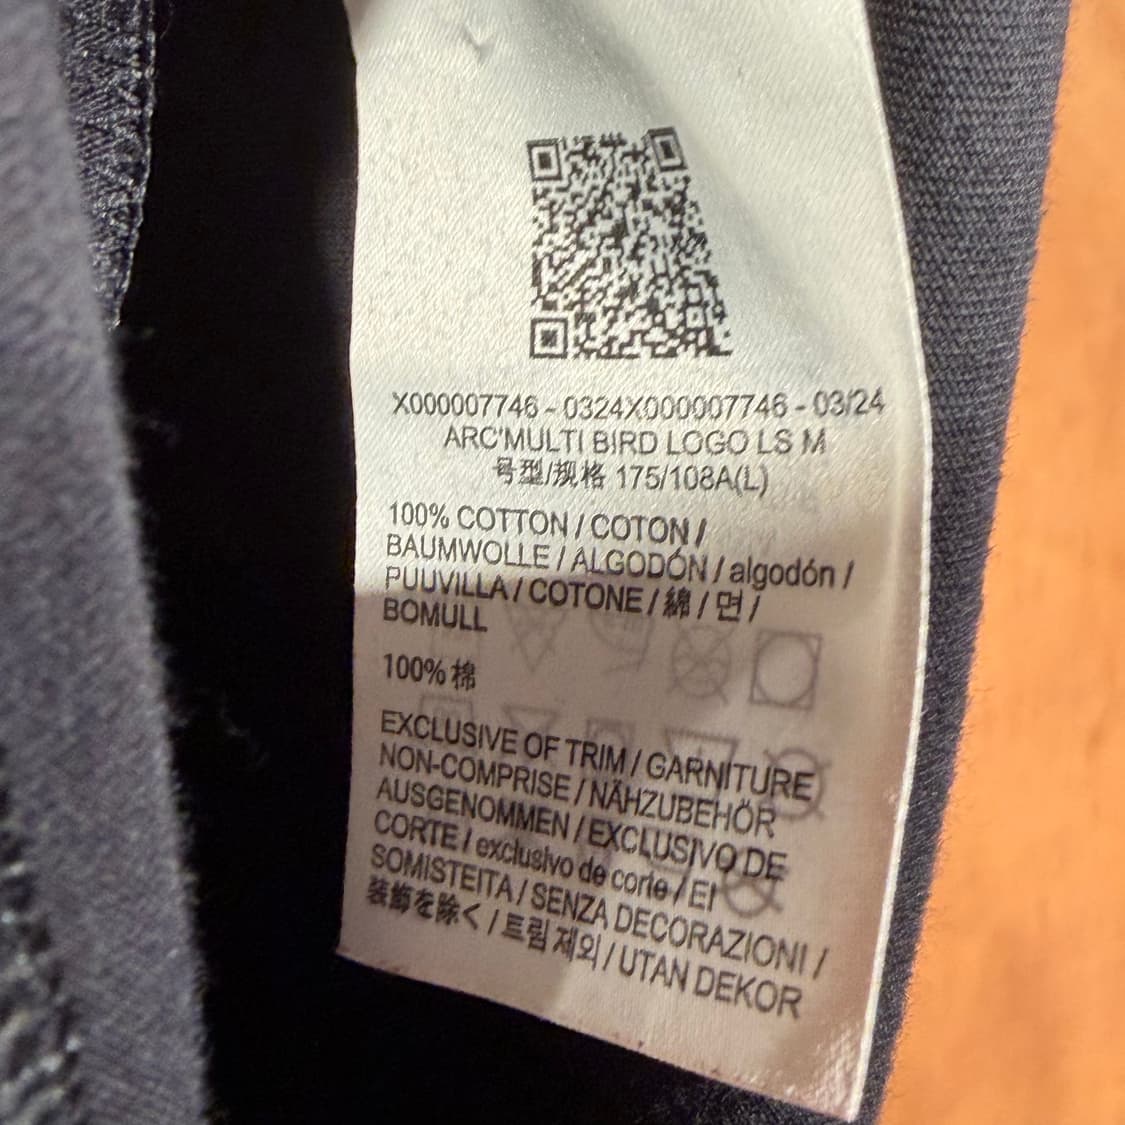 X000007746 - 0324X000007746 - 03/24
ARC'MULTI BIRD LOGO LS M
号型/规格 175/108A(L)
100% COTTON / COTON /
BAUMWOLLE / ALGODÓN / algodón /
PUUVILLA / COTONE / 綿 / 면 /
BOMULL
100% 棉
EXCLUSIVE OF TRIM / GARNITURE
NON-COMPRISE / NÄHZUBEHÖR
AUSGENOMMEN / EXCLUSIVO DE
CORTE / exclusivo de corte / EI
SOMISTEITA / SENZA DECORAZIONI /
装飾を除く / 트림 제외 / UTAN DEKOR